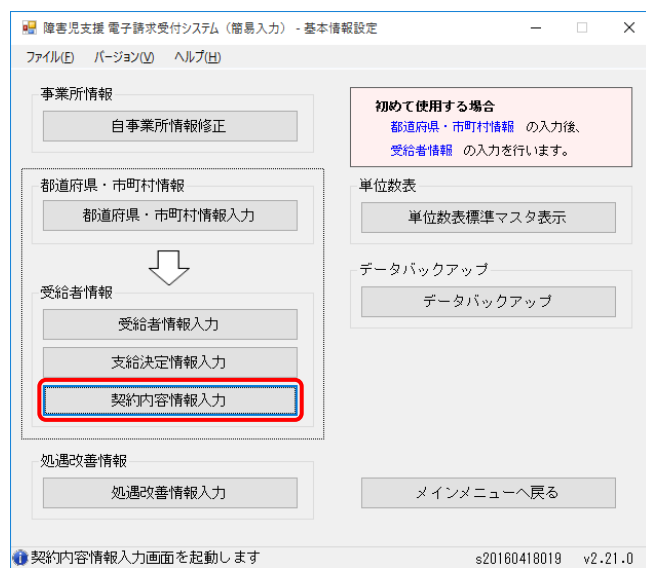 障害児支援 電子請求受付システム（簡易入力） - 基本情報設定
ファイル(F) バージョン(V) ヘルプ(H)
事業所情報
自事業所情報修正
初めて使用する場合
都道府県・市町村情報 の入力後、
受給者情報 の入力を行います。
都道府県・市町村情報
都道府県・市町村情報入力
単位数表
単位数表標準マスタ表示
データバックアップ
データバックアップ
受給者情報
受給者情報入力
支給決定情報入力
契約内容情報入力
処遇改善情報
処遇改善情報入力
メインメニューへ戻る
契約内容情報入力画面を起動します
s20160418019 v2.21.0